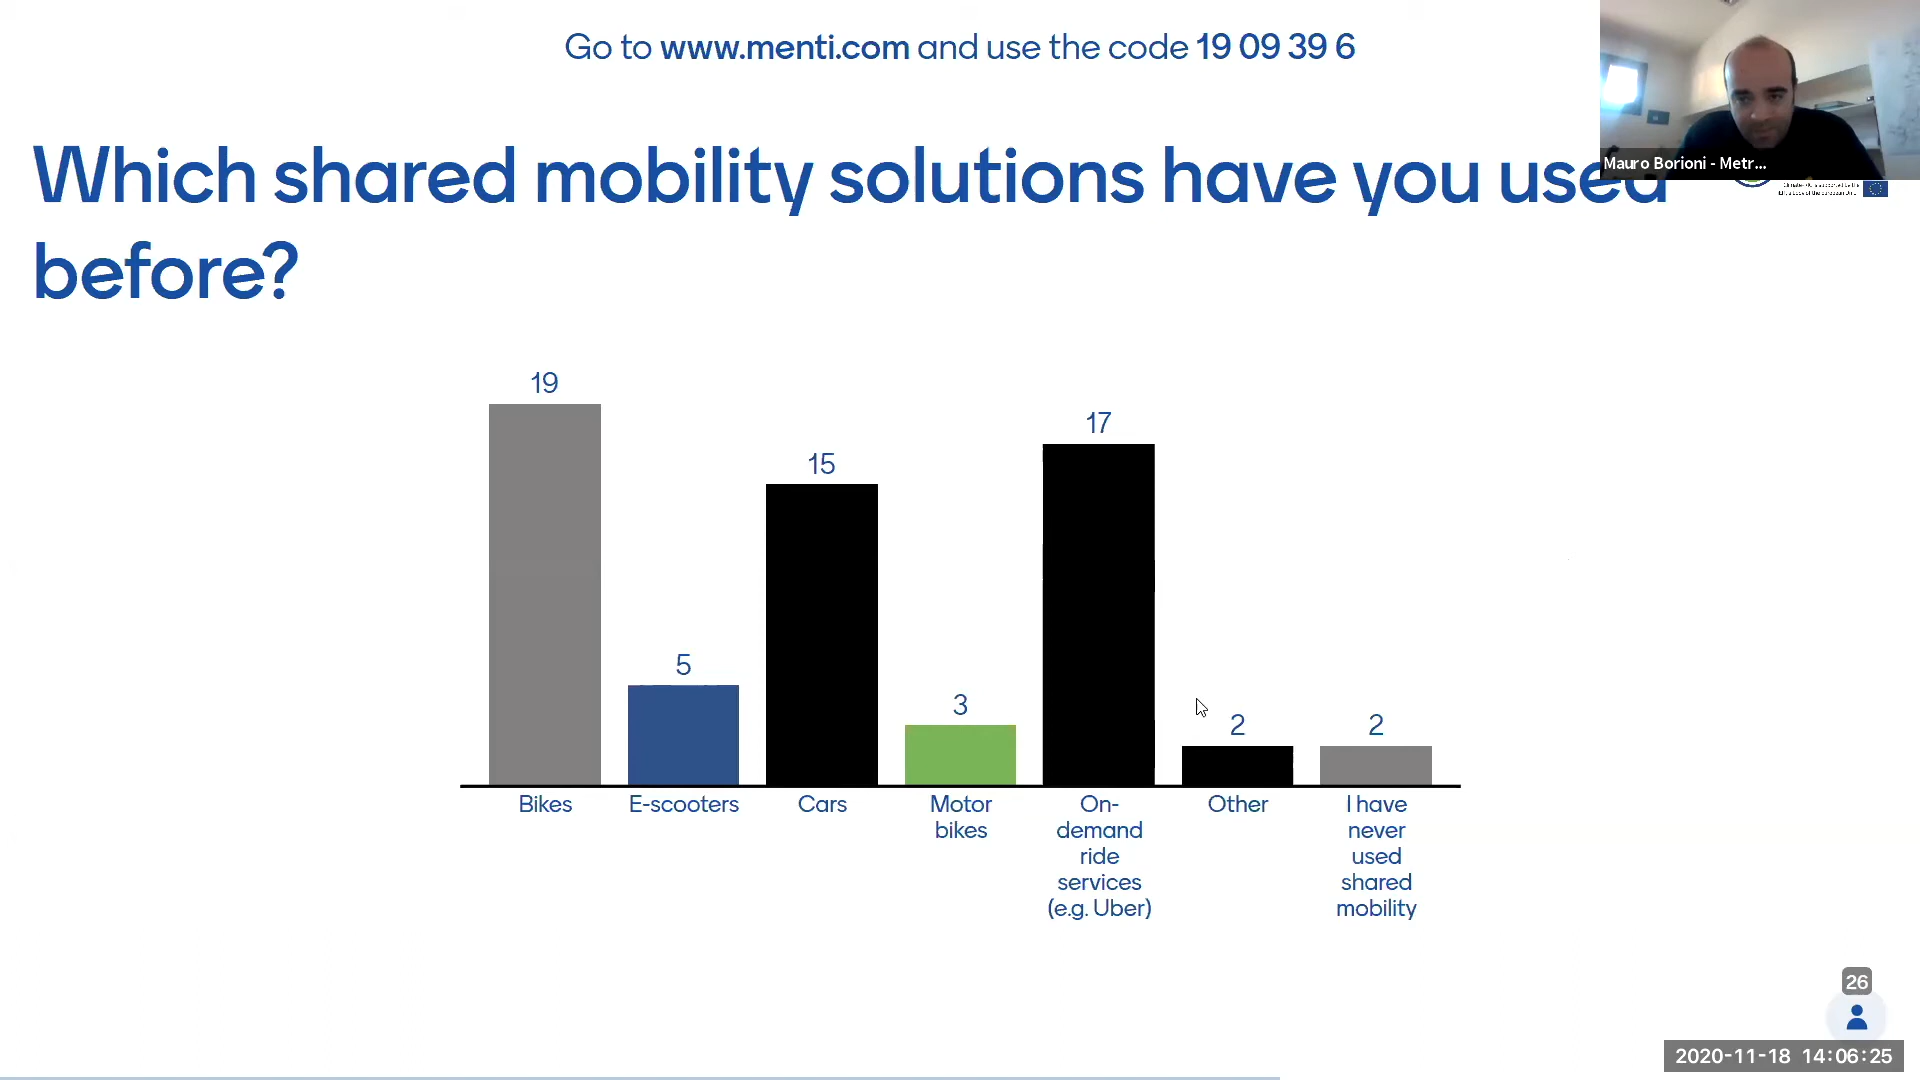 Go to www.menti.com and use the code 19 09 39 6
Mauro Borioni - Metr...
Which shared mobility solutions have you used
before?
19
5
15
3
17
2
2
Bikes
E-scooters
Cars
Motor
bikes
On-
demand
ride
services
(e.g. Uber)
Other
I have
never
used
shared
mobility
26
2020-11-18 14:06:25